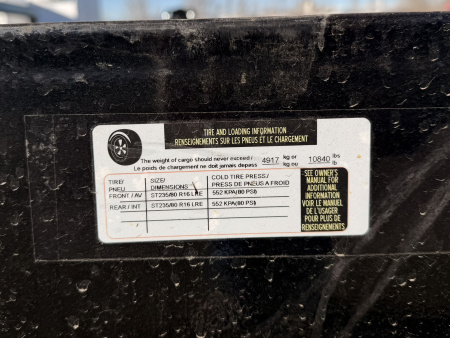 TIRE AND LOADING INFORMATION
RENSEIGNEMENTS SUR LES PNEUS ET LE CHARGEMENT
The weight of cargo should never exceed / 4917 kg or 10840 lbs
Le poids de chargement ne doit jamais depass kg ou lb
TIRE/ SIZE/ COLD TIRE PRESS/
PNEU DIMENSIONS PRESS DE PNEUS A FROID
FRONT / AV ST235/80 R16 LRE 552 KPA(80 PSI)
REAR / INT ST235/80 R16 LRE 552 KPA(80 PSI)
SEE OWNER'S
MANUAL FOR
ADDITIONAL
INFORMATION
VOIR LE MANUEL
DE L'USAGER
POUR PLUS DE
RENSEIGNEMENTS